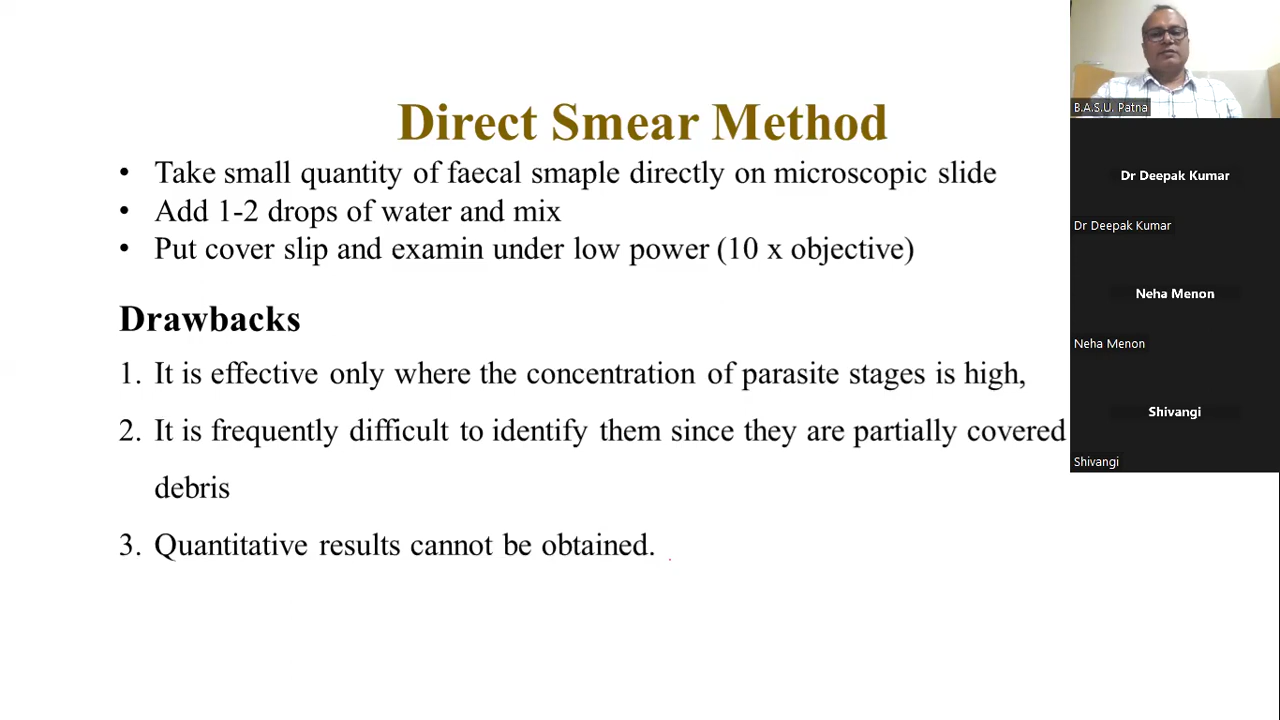 Direct Smear Method
• Take small quantity of faecal smaple directly on microscopic slide
• Add 1-2 drops of water and mix
• Put cover slip and examin under low power (10 x objective)
Drawbacks
1. It is effective only where the concentration of parasite stages is high,
2. It is frequently difficult to identify them since they are partially covered
debris
3. Quantitative results cannot be obtained.
B.A.S.U. Patna
Dr Deepak Kumar
Dr Deepak Kumar
Neha Menon
Neha Menon
Shivangi
Shivangi